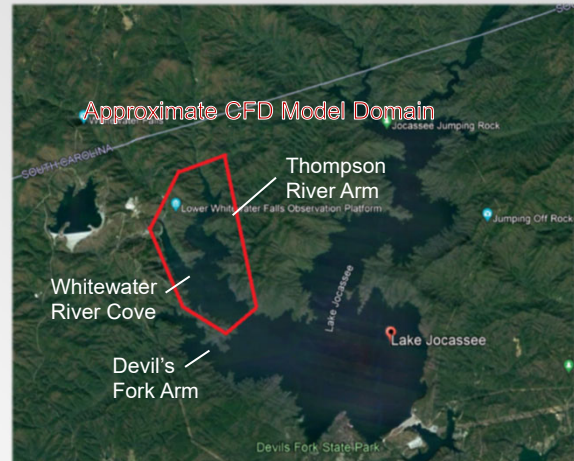 Approximate CFD Model Domain
Jocassee Jumping Rock
SOUTH CAROLINA
Thompson
River Arm
Lower Whitewater Falls Observation Platform
Jumping Off Rock
Whitewater
River Cove
Lake Jocassee
Lake Jocassee
Devil's
Fork Arm
Devils Fork State Park